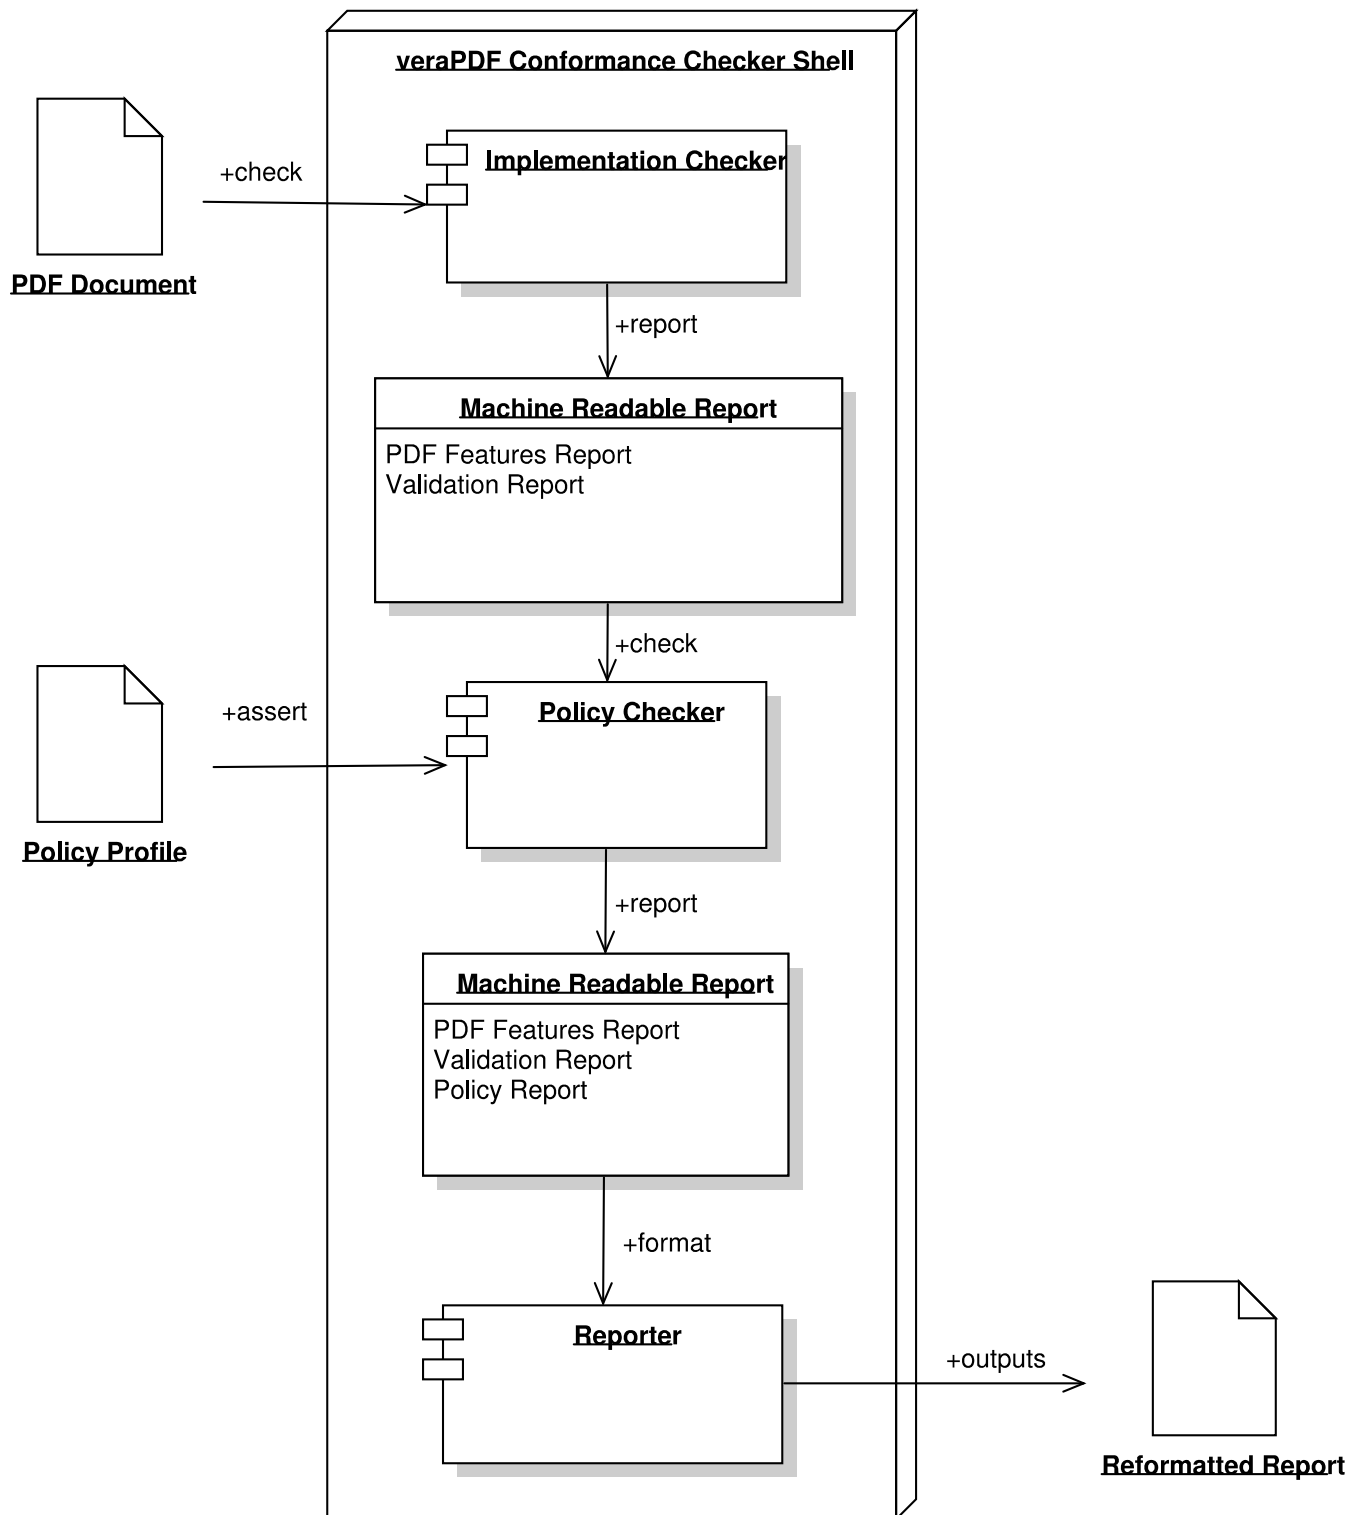 veraPDF Conformance Checker Shell
Implementation Checker
+check
PDF Document
+report
Machine Readable Report
PDF Features Report
Validation Report
+check
Policy Checker
+assert
Policy Profile
+report
Machine Readable Report
PDF Features Report
Validation Report
Policy Report
+format
Reporter
+outputs
Reformatted Report